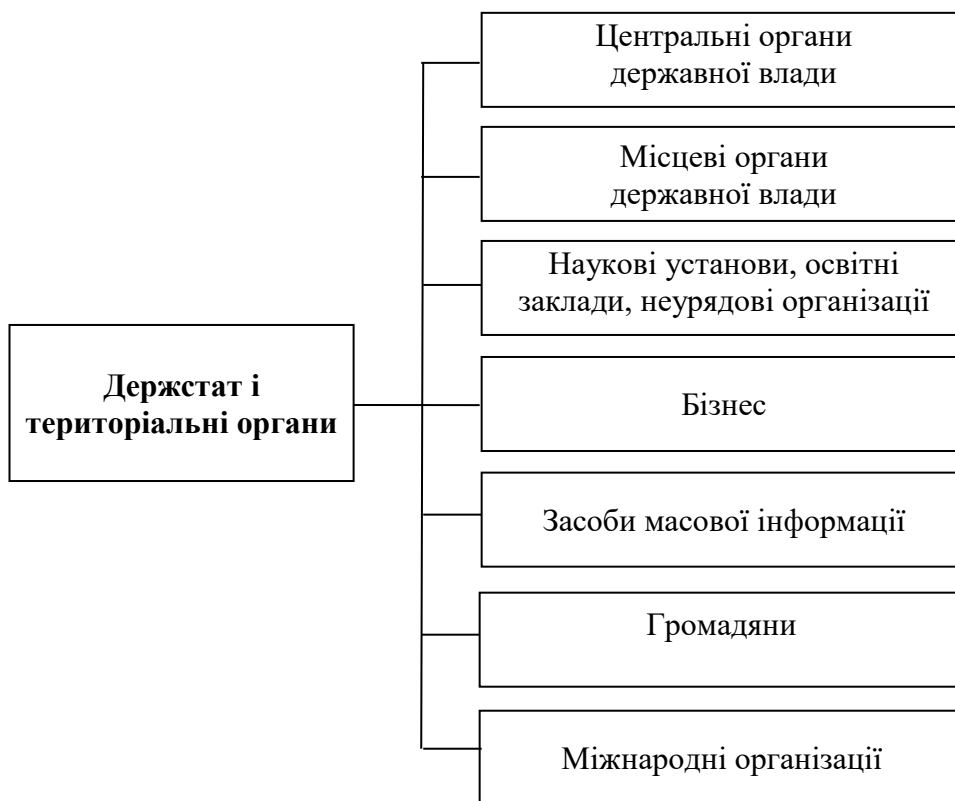 Центральні органи
державної влади
Місцеві органи
державної влади
Наукові установи, освітні
заклади, неурядові організації
Держстат і
територіальні органи
Бізнес
Засоби масової інформації
Громадяни
Міжнародні організації